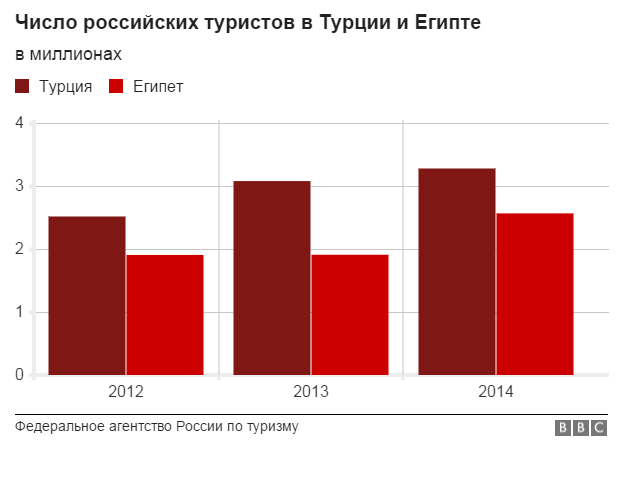 Число российских туристов в Турции и Египте
в миллионах
Турция Египет
4
3
2
1
0
2012 2013 2014
Федеральное агентство России по туризму BBC